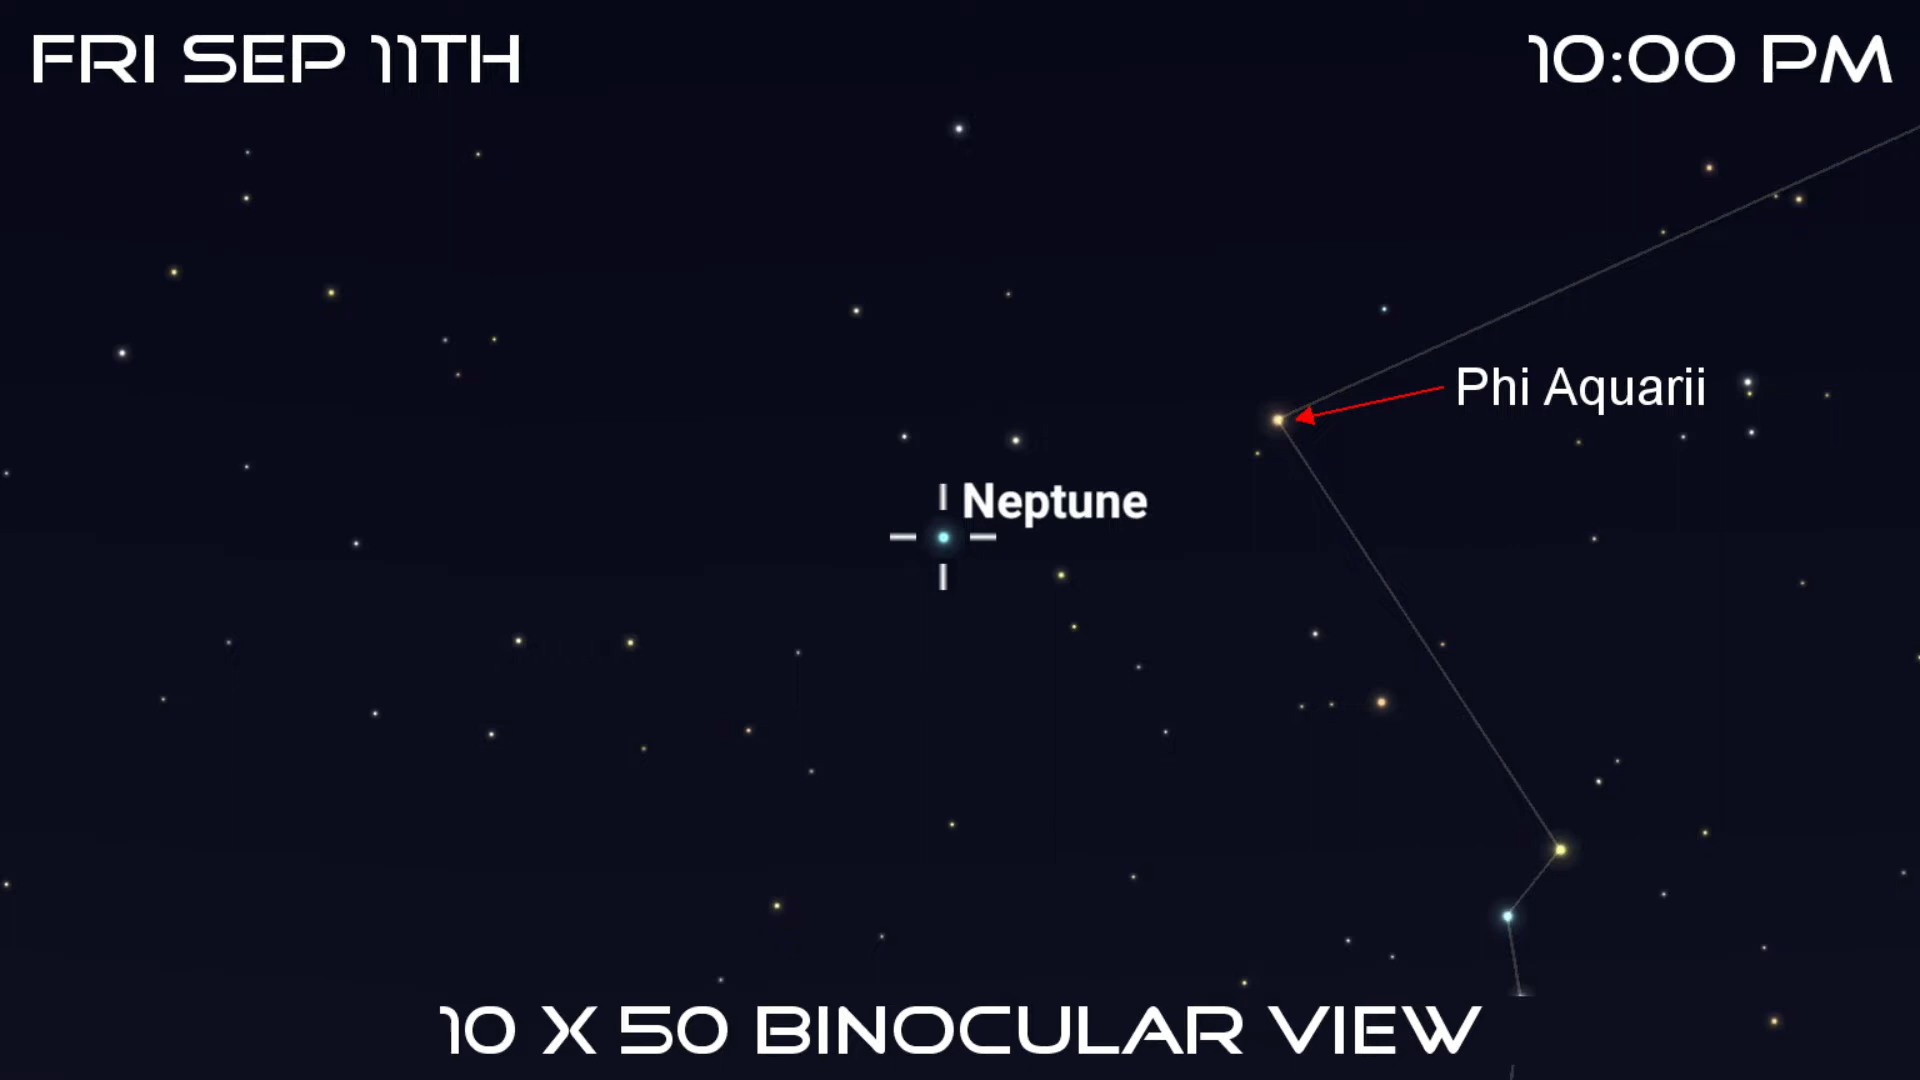 FRI SEP 11TH
10:00 PM
Phi Aquarii
Neptune
10 X 50 BINOCULAR VIEW